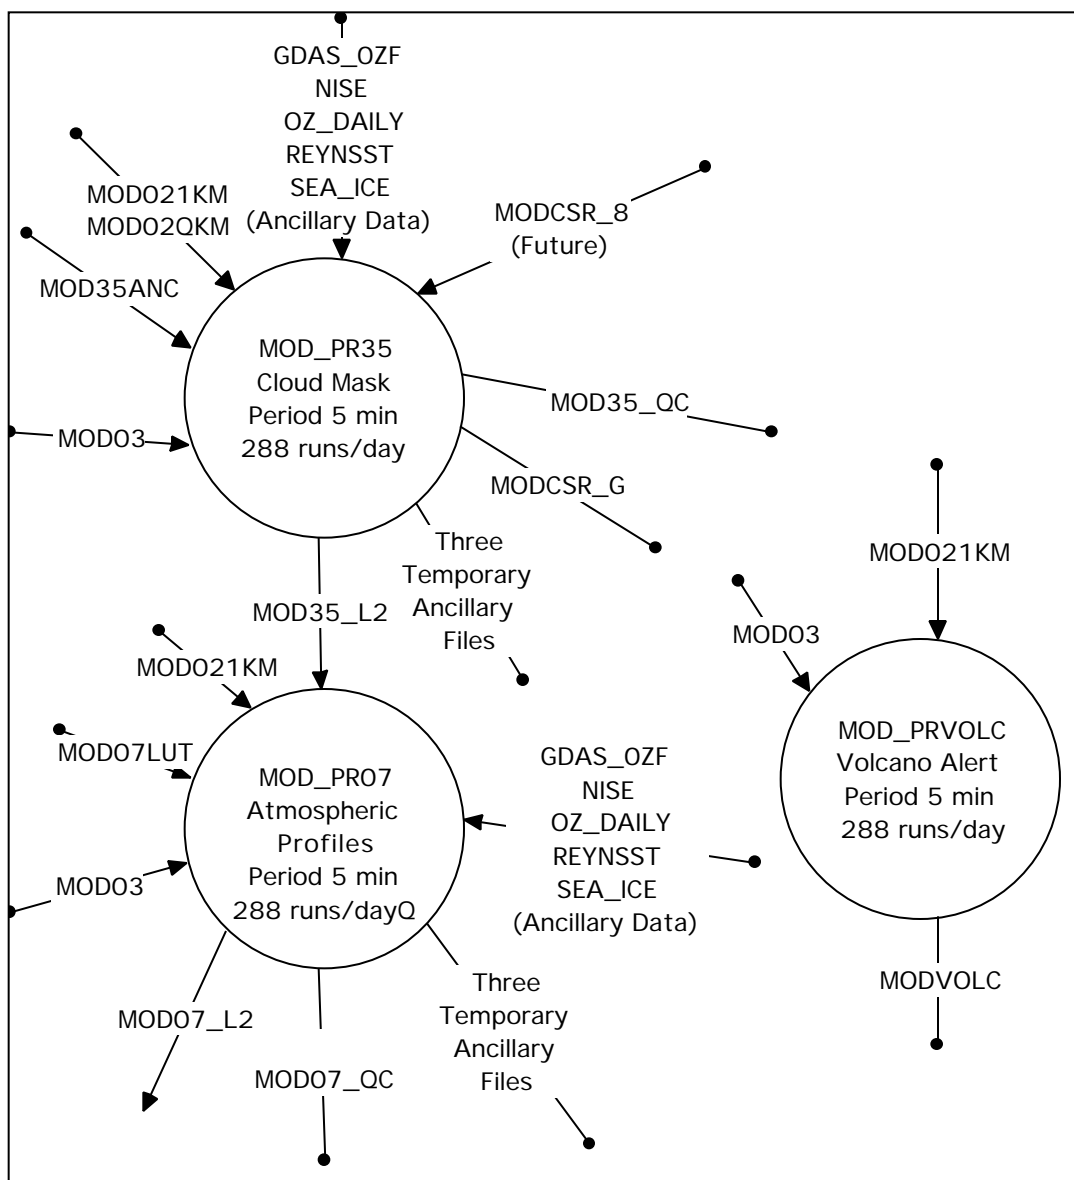 GDAS_0ZF
NISE
OZ_DAILY
REYNSST
SEA_ICE
(Ancillary Data)
MOD021KM
MOD02QKM
MODCSR_8
(Future)
MOD35ANC
MOD_PR35
Cloud Mask
Period 5 min
288 runs/day
MOD03
MOD35_QC
MODCSR_G
Three
Temporary
Ancillary
Files
MOD35_L2
MOD021KM
MOD03
MOD021KM
MOD07LUT
MOD_PR07
Atmospheric
Profiles
Period 5 min
288 runs/dayQ
GDAS_0ZF
NISE
OZ_DAILY
REYNSST
SEA_ICE
(Ancillary Data)
MOD_PRVOLC
Volcano Alert
Period 5 min
288 runs/day
MOD03
MOD07_L2
MOD07_QC
Three
Temporary
Ancillary
Files
MODVOLC